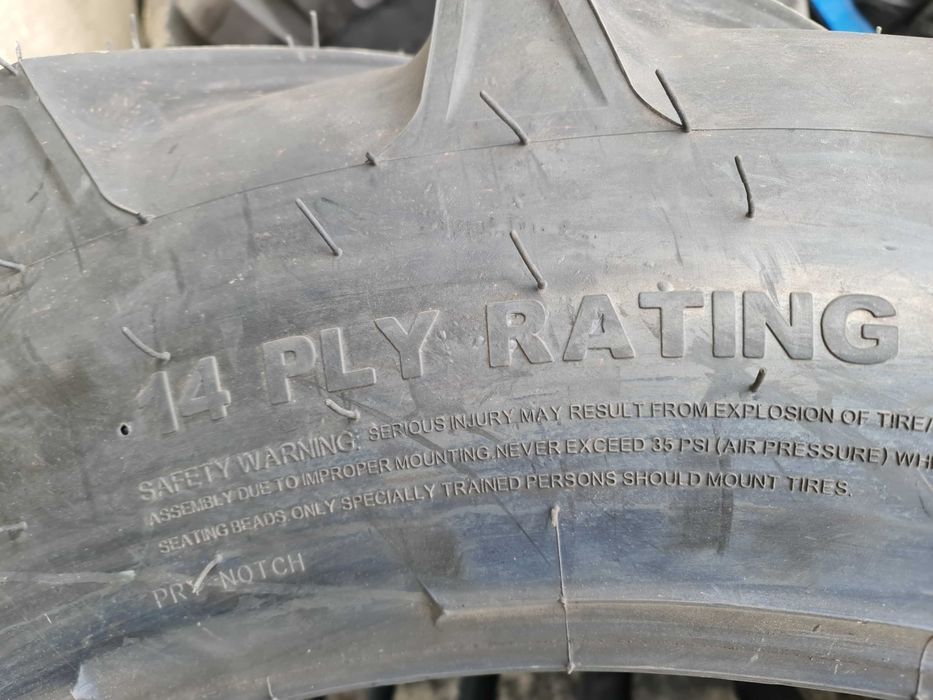 14 PLY RATING
SAFETY WARNING: SERIOUS INJURY MAY RESULT FROM EXPLOSION OF TIRE/
ASSEMBLY DUE TO IMPROPER MOUNTING.NEVER EXCEED 35 PSI (AIR PRESSURE)
SEATING BEADS. ONLY SPECIALLY TRAINED PERSONS SHOULD MOUNT TIRES.
PRY NOTCH